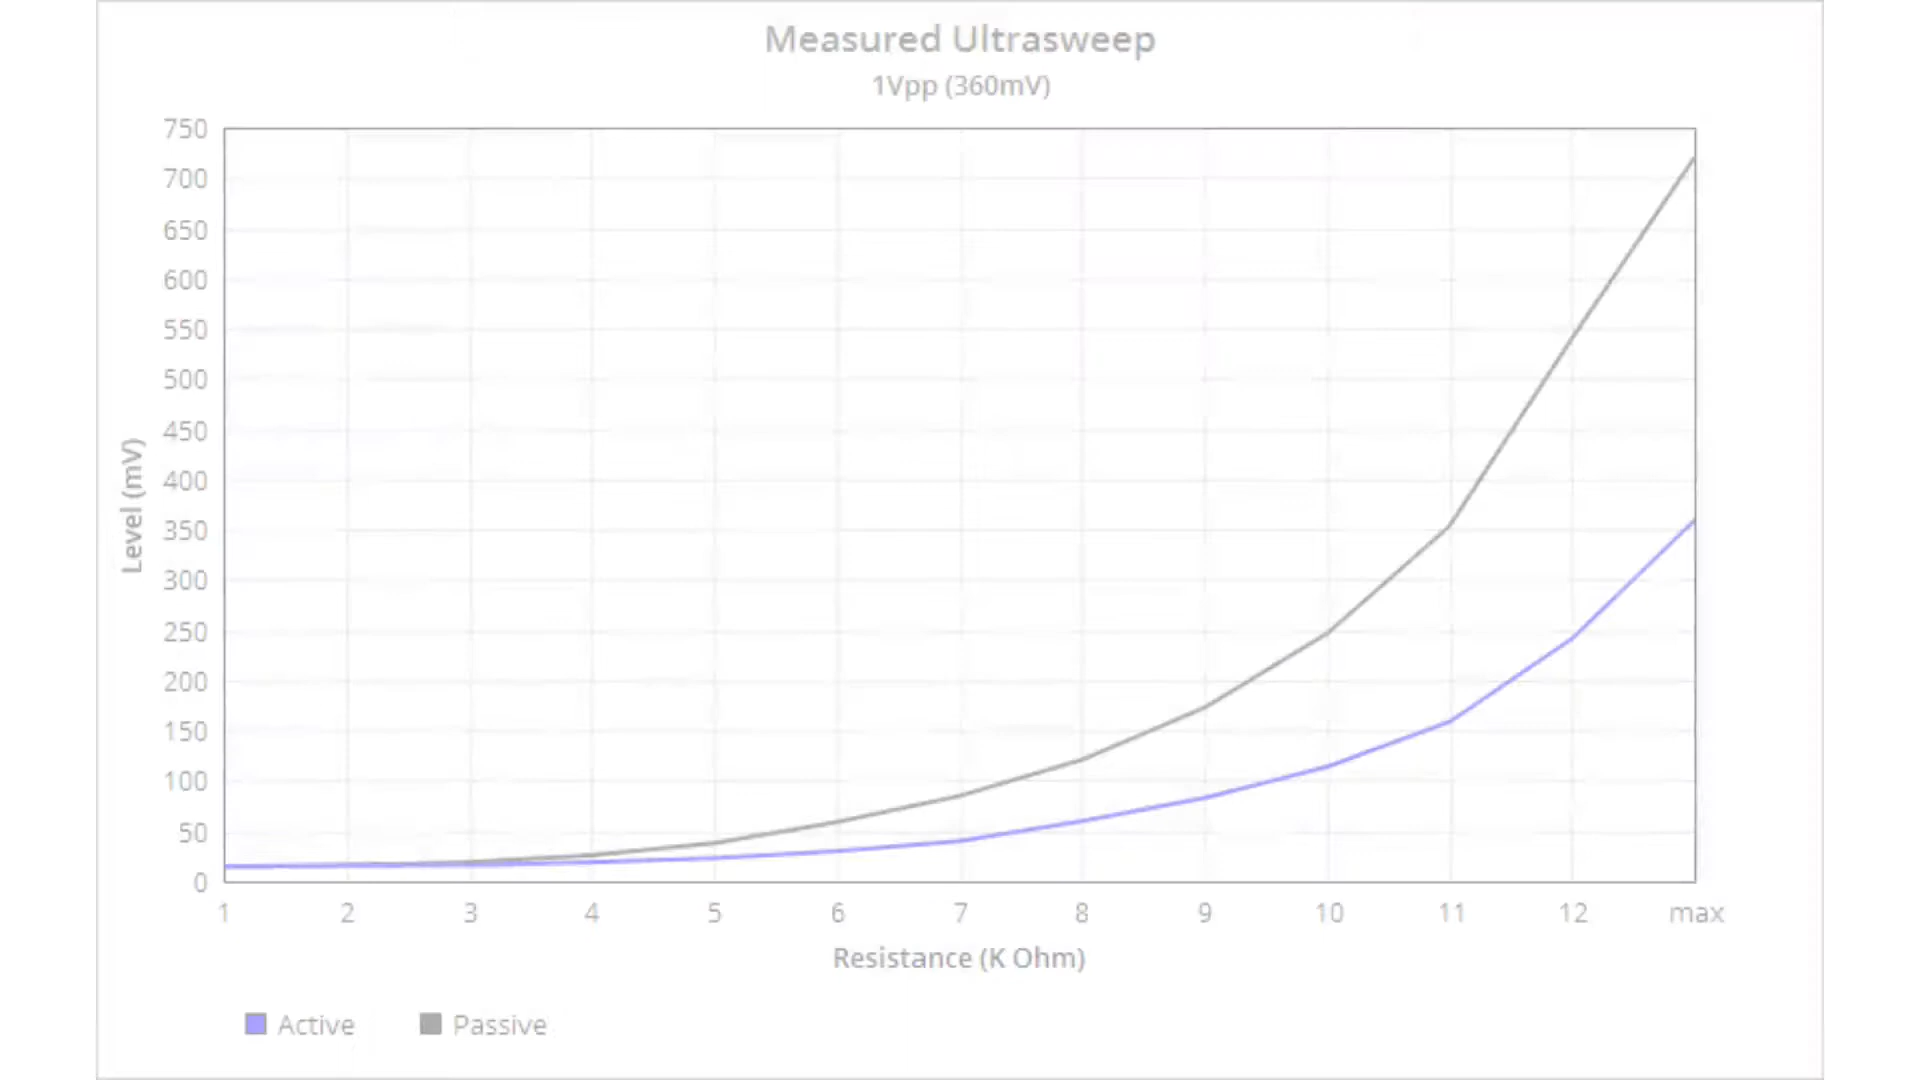 Measured Ultrasweep
1Vpp (360mV)
750
700
650
600
550
500
450
400
350
300
250
200
150
100
50
0
Level (mV)
1 2 3 4 5 6 7 8 9 10 11 12 max
Resistance (K Ohm)
Active Passive